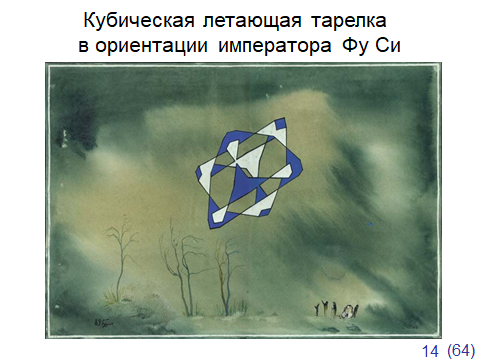 Кубическая летающая тарелка
в ориентации императора Фу Си
14 (64)